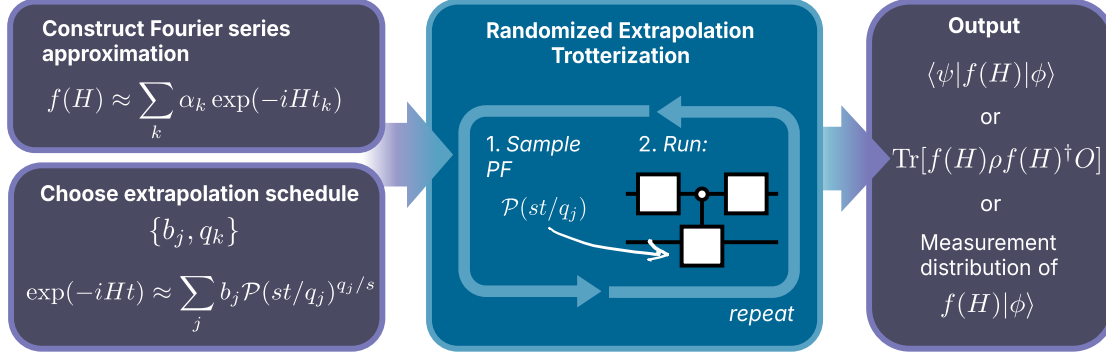 Construct Fourier series
approximation
f(H) ≈ ∑_k α_k exp(−iHt_k)
Choose extrapolation schedule
{b_j, q_k}
exp(−iHt) ≈ ∑_j b_j 𝒫(st/q_j)^{q_j/s}
Randomized Extrapolation
Trotterization
1. Sample
PF
𝒫(st/q_j)
2. Run:
repeat
Output
⟨ψ|f(H)|ϕ⟩
or
Tr[f(H)ρf(H)†O]
or
Measurement
distribution of
f(H)|ϕ⟩